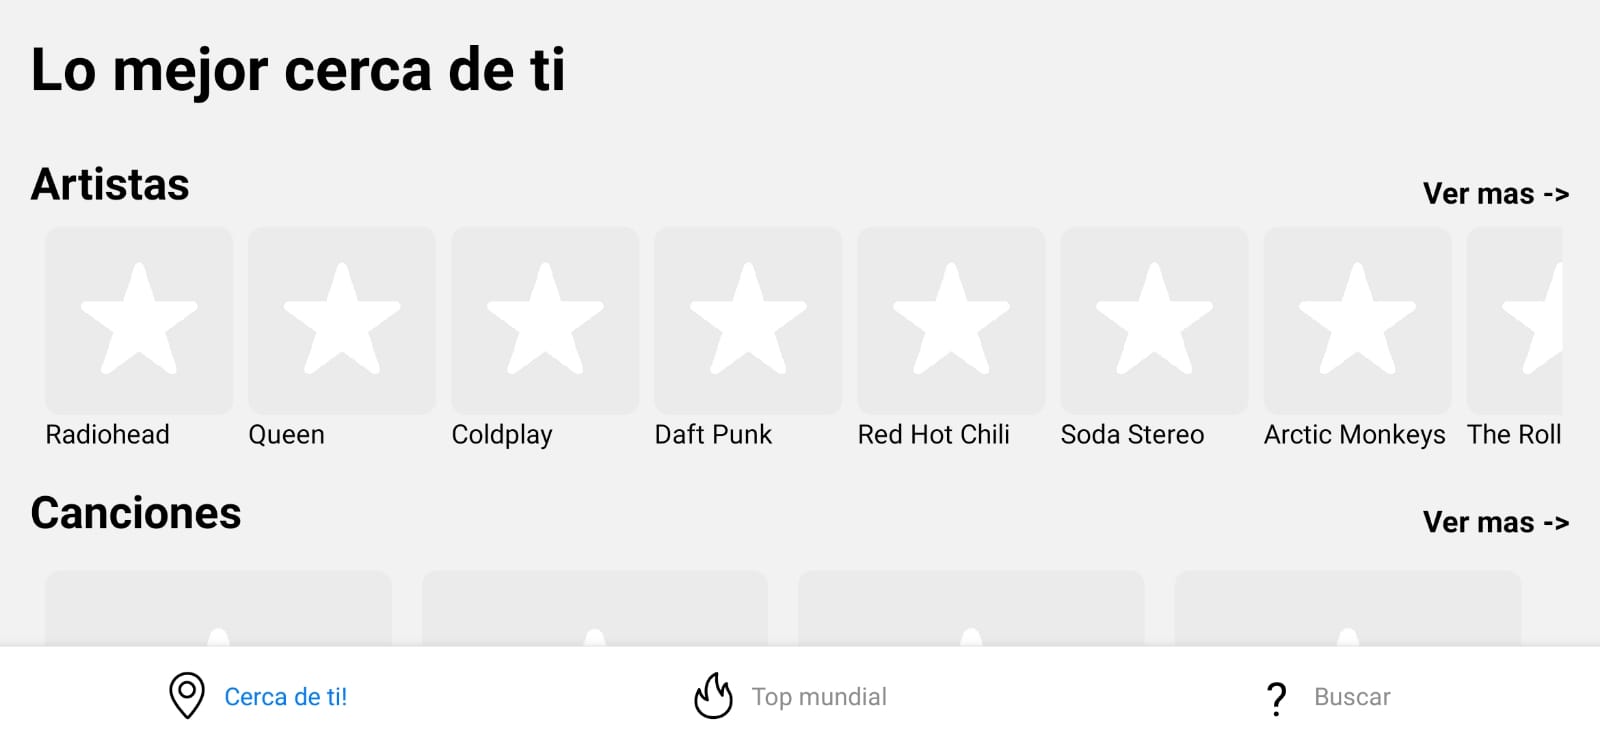 Lo mejor cerca de ti
Artistas
Ver mas ->
Radiohead
Queen
Coldplay
Daft Punk
Red Hot Chili
Soda Stereo
Arctic Monkeys
The Roll
Canciones
Ver mas ->
Cerca de ti!
Top mundial
? Buscar